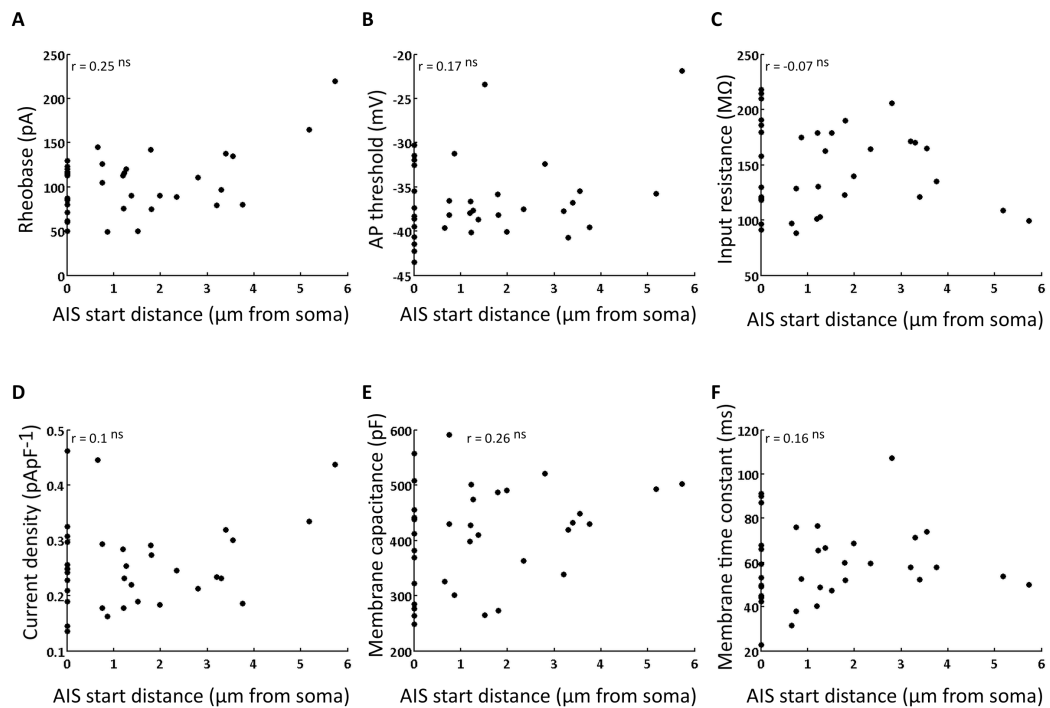 A
B
C
250
200
150
100
50
0
r = 0.25 ns
Rheobase (pA)
0 1 2 3 4 5 6
AIS start distance (µm from soma)
-20
-25
-30
-35
-40
-45
r = 0.17 ns
AP threshold (mV)
0 1 2 3 4 5 6
AIS start distance (µm from soma)
250
200
150
100
50
r = -0.07 ns
Input resistance (MΩ)
0 1 2 3 4 5 6
AIS start distance (µm from soma)
D
E
F
0.5
0.4
0.3
0.2
0.1
r = 0.1 ns
Current density (pApF-1)
0 1 2 3 4 5 6
AIS start distance (µm from soma)
600
500
400
300
200
r = 0.26 ns
Membrane capacitance (pF)
0 1 2 3 4 5 6
AIS start distance (µm from soma)
120
100
80
60
40
20
r = 0.16 ns
Membrane time constant (ms)
0 1 2 3 4 5 6
AIS start distance (µm from soma)